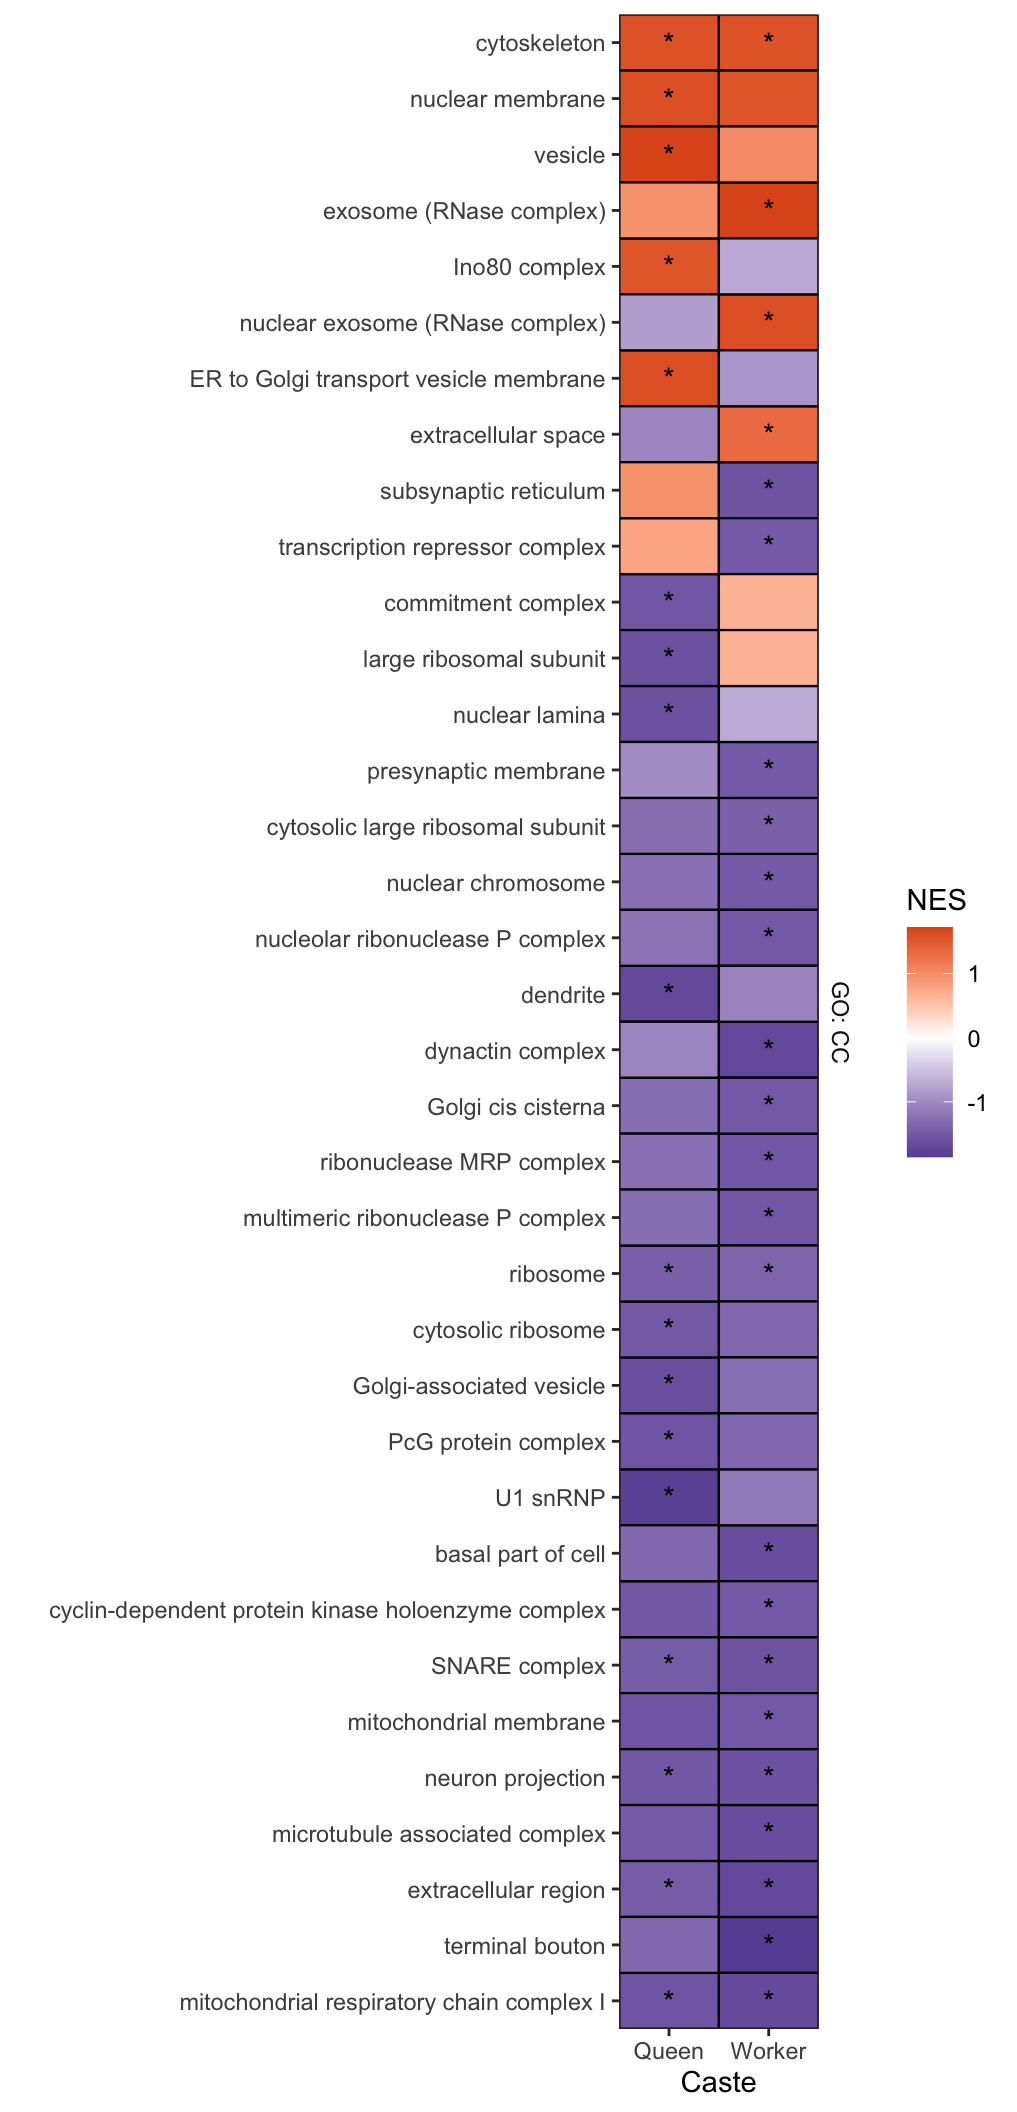 cytoskeleton * *
nuclear membrane *
vesicle *
exosome (RNase complex) *
Ino80 complex *
nuclear exosome (RNase complex) *
ER to Golgi transport vesicle membrane *
extracellular space *
subsynaptic reticulum *
transcription repressor complex *
commitment complex *
large ribosomal subunit *
nuclear lamina *
presynaptic membrane *
cytosolic large ribosomal subunit *
nuclear chromosome *
nucleolar ribonuclease P complex *
dendrite *
dynactin complex *
Golgi cis cisterna *
ribonuclease MRP complex *
multimeric ribonuclease P complex *
ribosome * *
cytosolic ribosome *
Golgi-associated vesicle *
PcG protein complex *
U1 snRNP *
basal part of cell *
cyclin-dependent protein kinase holoenzyme complex *
SNARE complex * *
mitochondrial membrane *
neuron projection * *
microtubule associated complex *
extracellular region * *
terminal bouton *
mitochondrial respiratory chain complex I * *
Queen Worker
Caste
GO: CC
NES
1
0
-1